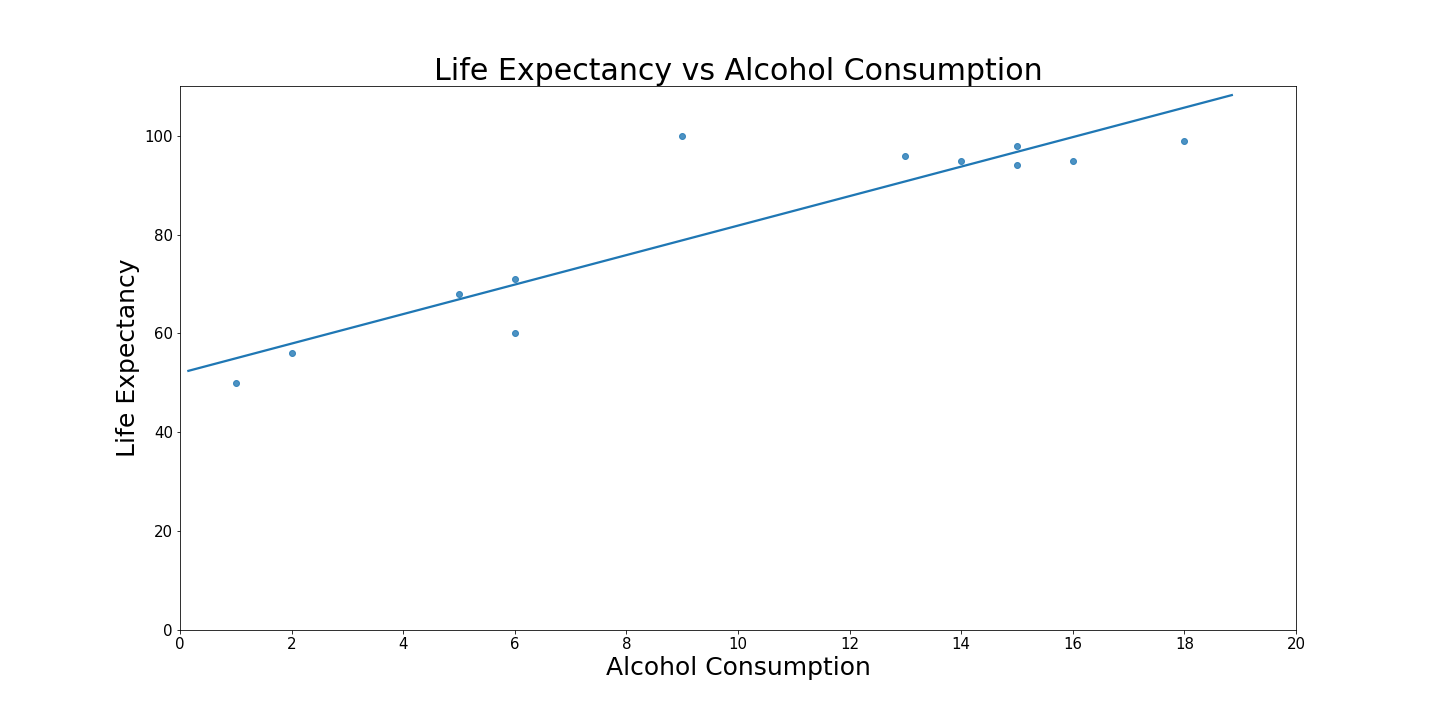 Life Expectancy vs Alcohol Consumption
Life Expectancy
100
80
60
40
20
0
0 2 4 6 8 10 12 14 16 18 20
Alcohol Consumption